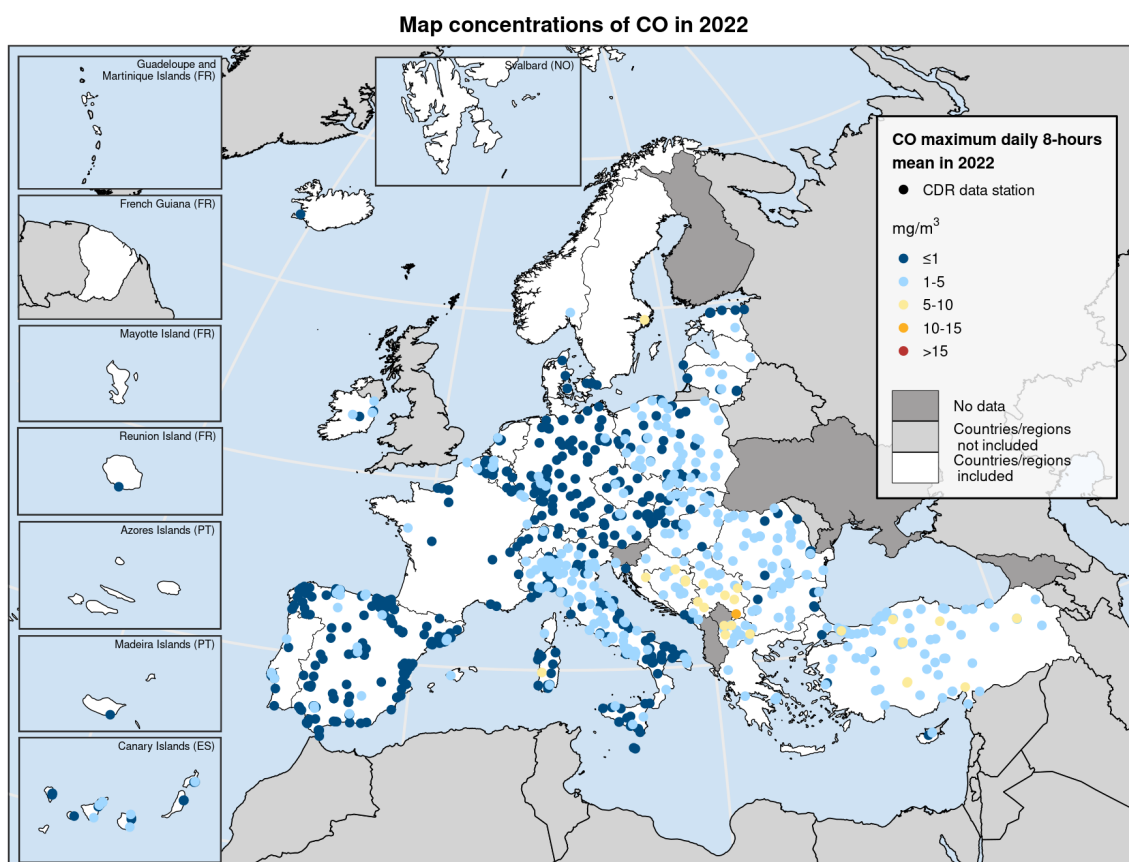 Map concentrations of CO in 2022
Guadeloupe and
Martinique Islands (FR)
Svalbard (NO)
French Guiana (FR)
Mayotte Island (FR)
Reunion Island (FR)
Azores Islands (PT)
Madeira Islands (PT)
Canary Islands (ES)
CO maximum daily 8-hours
mean in 2022
CDR data station
mg/m³
≤1
1-5
5-10
10-15
>15
No data
Countries/regions
not included
Countries/regions
included